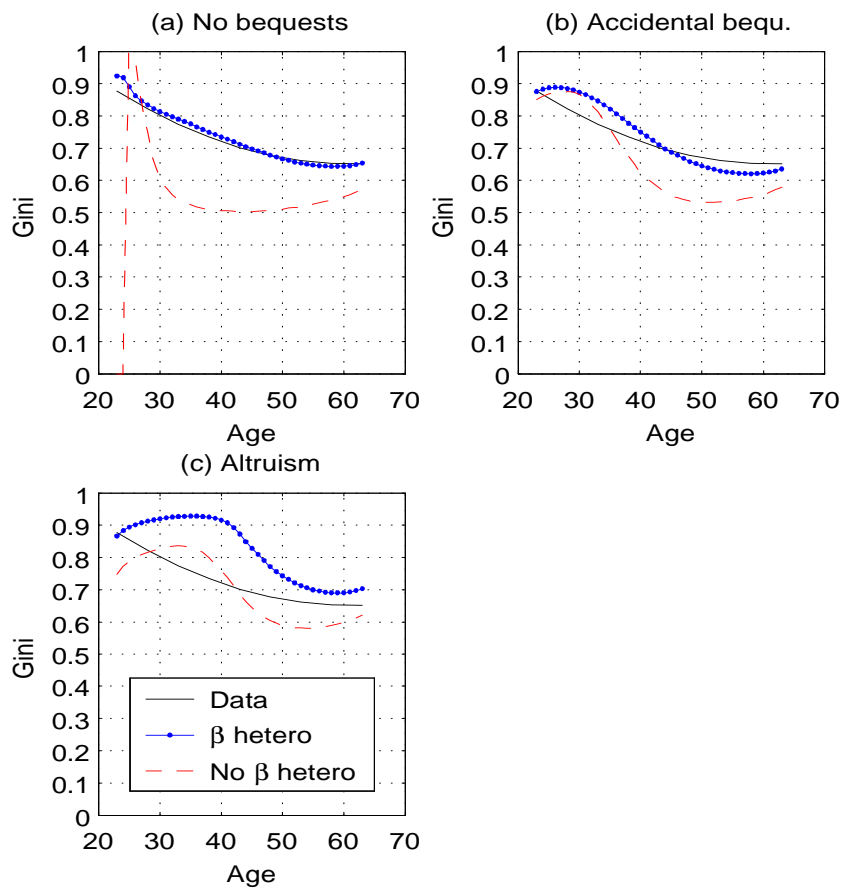 (a) No bequests
1
0.9
0.8
0.7
0.6
0.5
0.4
0.3
0.2
0.1
0
Gini
20 30 40 50 60 70
Age
(b) Accidental bequ.
1
0.9
0.8
0.7
0.6
0.5
0.4
0.3
0.2
0.1
0
Gini
20 30 40 50 60 70
Age
(c) Altruism
1
0.9
0.8
0.7
0.6
0.5
0.4
0.3
0.2
0.1
0
Gini
Data
β hetero
No β hetero
20 30 40 50 60 70
Age